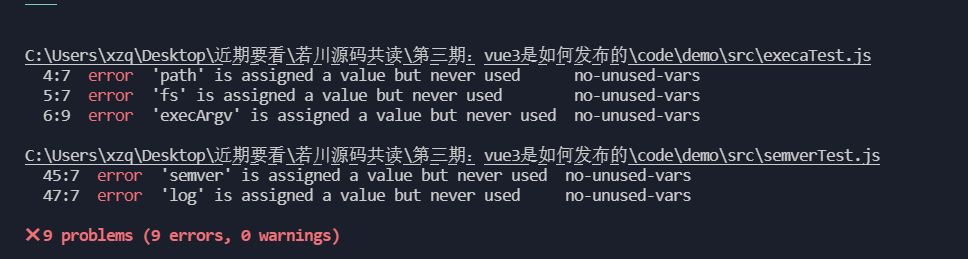 C:\Users\xzq\Desktop\近期要看\若川源码共读\第三期：vue3是如何发布的\code\demo\src\execaTest.js
4:7 error 'path' is assigned a value but never used no-unused-vars
5:7 error 'fs' is assigned a value but never used no-unused-vars
6:9 error 'execArgv' is assigned a value but never used no-unused-vars
C:\Users\xzq\Desktop\近期要看\若川源码共读\第三期：vue3是如何发布的\code\demo\src\semverTest.js
45:7 error 'semver' is assigned a value but never used no-unused-vars
47:7 error 'log' is assigned a value but never used no-unused-vars
✕9 problems (9 errors, 0 warnings)